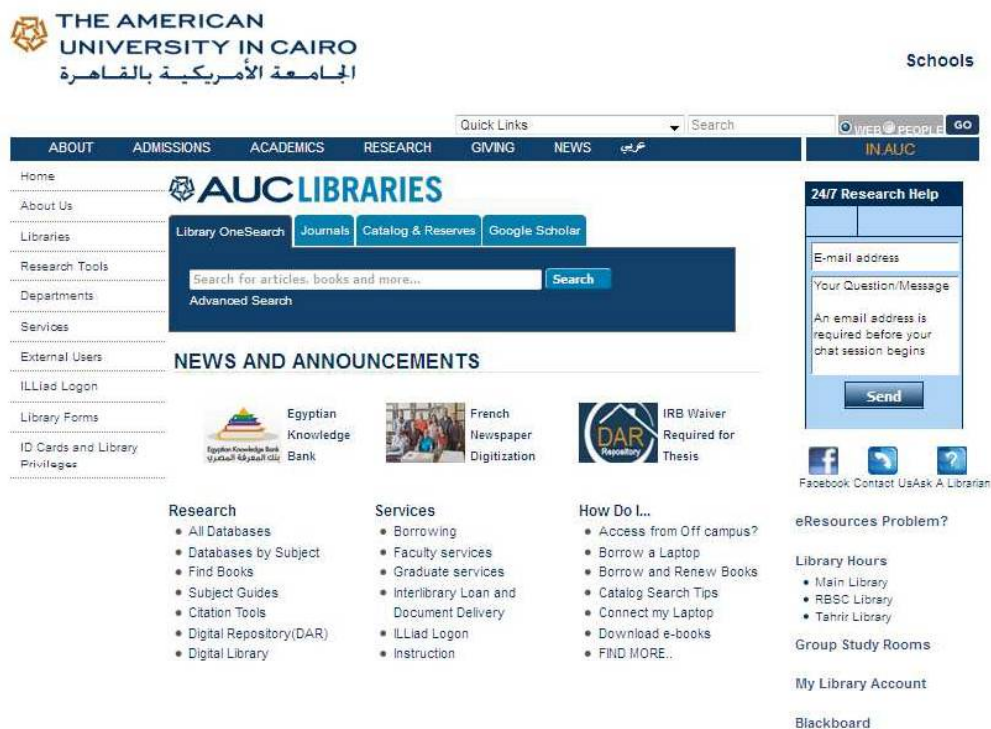 THE AMERICAN
UNIVERSITY IN CAIRO
الجامعة الأمريكية بالقاهرة
Schools
Quick Links
Search
WEB PEOPLE
GO
ABOUT ADMISSIONS ACADEMICS RESEARCH GIVING NEWS عربي
IN AUC
Home
About Us
Libraries
Research Tools
Departments
Services
External Users
ILLiad Logon
Library Forms
ID Cards and Library
Privileges
AUC LIBRARIES
Library OneSearch Journals Catalog & Reserves Google Scholar
Search for articles, books and more... Search
Advanced Search
NEWS AND ANNOUNCEMENTS
Egyptian Knowledge Bank
بنك المعرفة المصري
Egyptian
Knowledge
Bank
French
Newspaper
Digitization
DAR
Repository
IRB Waiver
Required for
Thesis
Research
All Databases
Databases by Subject
Find Books
Subject Guides
Citation Tools
Digital Repository(DAR)
Digital Library
Services
Borrowing
Faculty services
Graduate services
Interlibrary Loan and
Document Delivery
ILLiad Logon
Instruction
How Do I...
Access from Off campus?
Borrow a Laptop
Borrow and Renew Books
Catalog Search Tips
Connect my Laptop
Download e-books
FIND MORE..
24/7 Research Help
E-mail address
Your Question/Message
An email address is
required before your
chat session begins
Send
Facebook Contact Us Ask A Librarian
eResources Problem?
Library Hours
Main Library
RBSC Library
Tahrir Library
Group Study Rooms
My Library Account
Blackboard